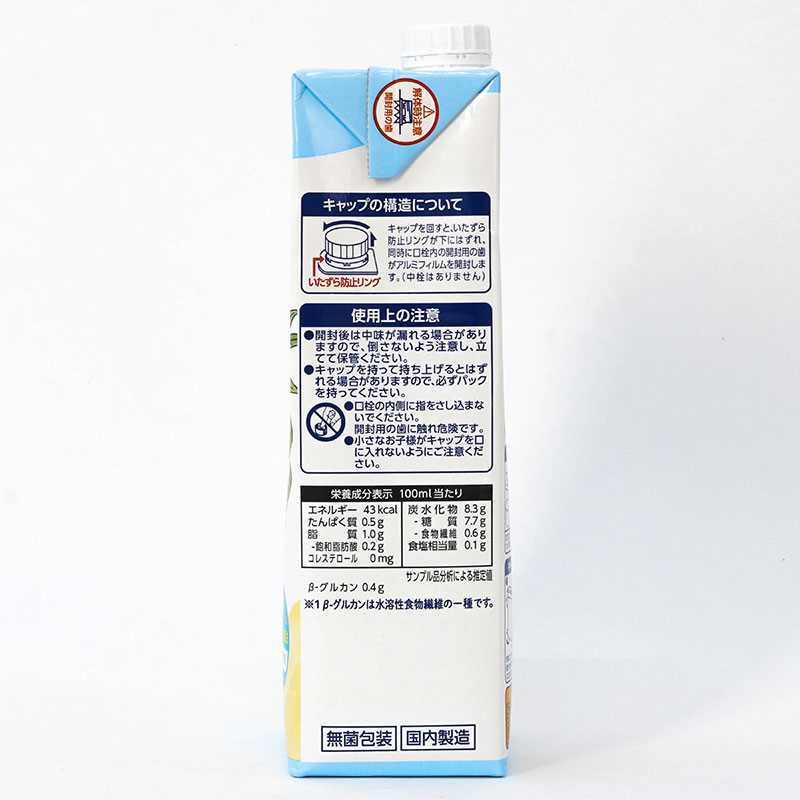 解体時注意
開封用の歯
キャップの構造について
キャップを回すと、いたずら
防止リングが下にはずれ、
同時に口栓内の開封用の歯
がアルミフィルムを開封しま
す。(中栓はありません)
いたずら防止リング
使用上の注意
●開封後は中味が漏れる場合があり
ますので、倒さないよう注意し、立
てて保管ください。
●キャップを持って持ち上げるとはず
れる場合がありますので、必ずパック
を持ってください。
●口栓の内側に指をさし込まな
いでください。
開封用の歯に触れ危険です。
●小さなお子様がキャップを口
に入れないようにご注意くだ
さい。
栄養成分表示 100ml当たり
エネルギー 43kcal
たんぱく質 0.5g
脂質 1.0g
-飽和脂肪酸 0.2g
コレステロール 0mg
炭水化物 8.3g
-糖質 7.7g
-食物繊維 0.6g
食塩相当量 0.1g
サンプル品分析による推定値
β-グルカン 0.4g
※1 β-グルカンは水溶性食物繊維の一種です。
無菌包装 国内製造